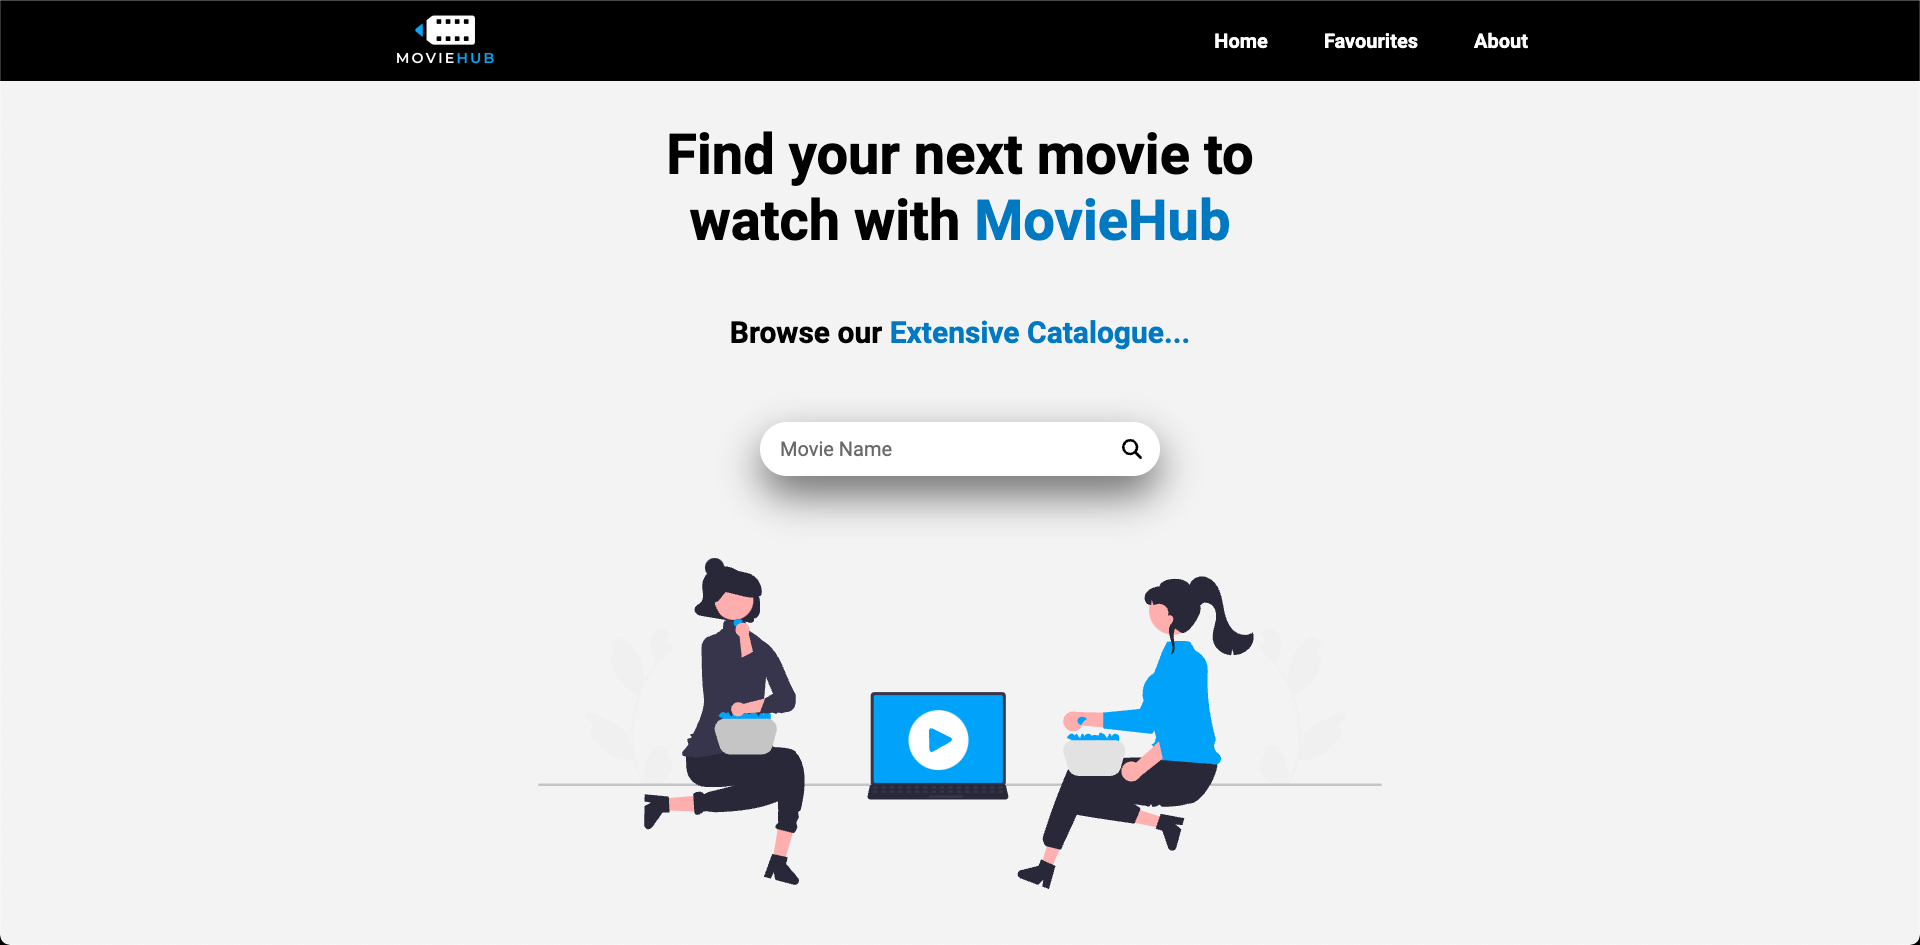 MOVIEHUB
Home
Favourites
About
Find your next movie to
watch with MovieHub
Browse our Extensive Catalogue...
Movie Name